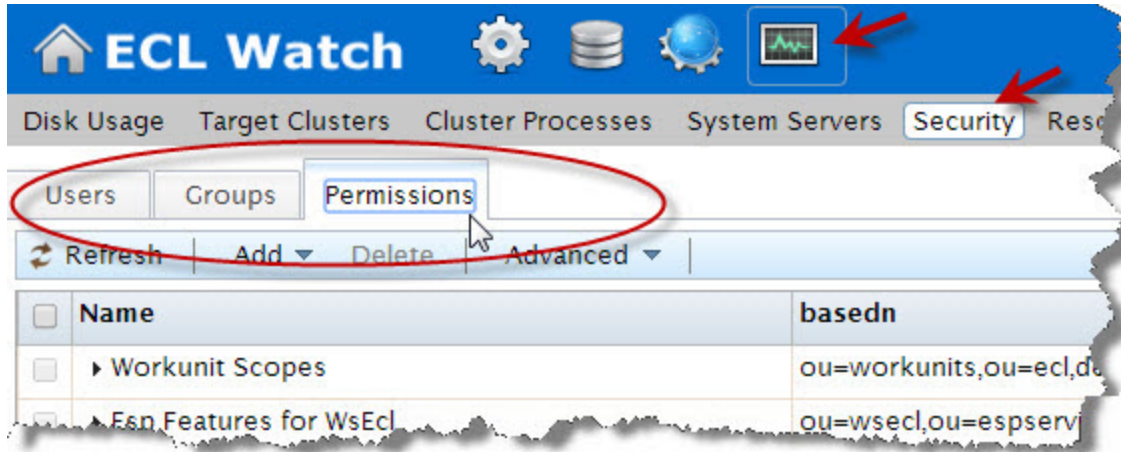 ECL Watch
Disk Usage Target Clusters Cluster Processes System Servers Security
Users Groups Permissions
Refresh Add Delete Advanced
Name basedn
Workunit Scopes ou=workunits,ou=ecl,
Esp Features for WsEcl ou=wsecl,ou=espserv